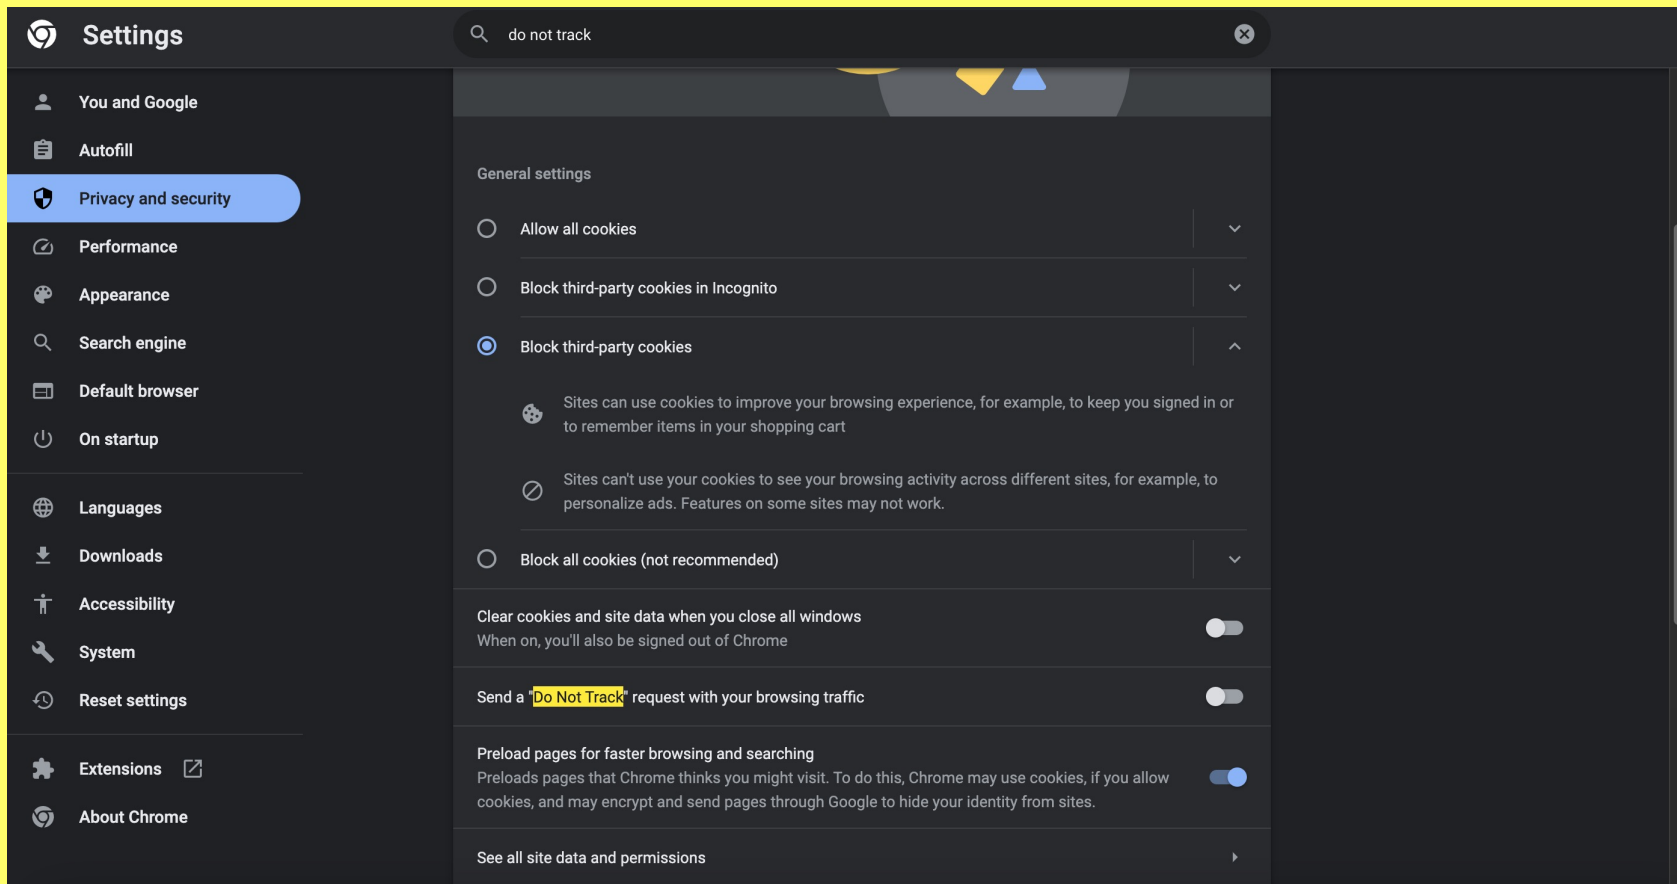 Settings
do not track
You and Google
Autofill
Privacy and security
Performance
Appearance
Search engine
Default browser
On startup
Languages
Downloads
Accessibility
System
Reset settings
Extensions
About Chrome
General settings
Allow all cookies
Block third-party cookies in Incognito
Block third-party cookies
Sites can use cookies to improve your browsing experience, for example, to keep you signed in or
to remember items in your shopping cart
Sites can't use your cookies to see your browsing activity across different sites, for example, to
personalize ads. Features on some sites may not work.
Block all cookies (not recommended)
Clear cookies and site data when you close all windows
When on, you'll also be signed out of Chrome
Send a "Do Not Track" request with your browsing traffic
Preload pages for faster browsing and searching
Preloads pages that Chrome thinks you might visit. To do this, Chrome may use cookies, if you allow
cookies, and may encrypt and send pages through Google to hide your identity from sites.
See all site data and permissions